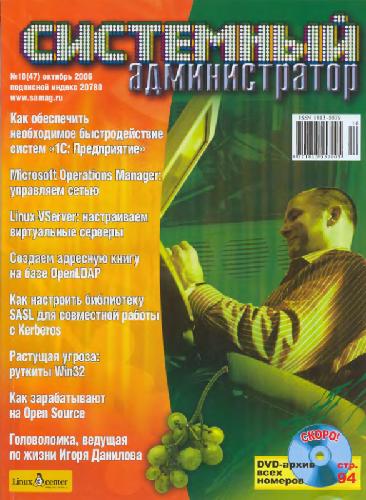 СИСТЕМНЫЙ
администратор
№10(47) октябрь 2006
подписной индекс 20780
www.samag.ru
Как обеспечить
необходимое быстродействие
систем «1С: Предприятие»
Microsoft Operations Manager:
управляем сетью
Linux-VServer: настраиваем
виртуальные серверы
Создаем адресную книгу
на базе OpenLDAP
Как настроить библиотеку
SASL для совместной работы
с Kerberos
Растущая угроза:
руткиты Win32
Как зарабатывают
на Open Source
Головоломка, ведущая
по жизни Игоря Данилова
Linux center
СКОРО!
DVD-архив
всех
номеров
стр.
94